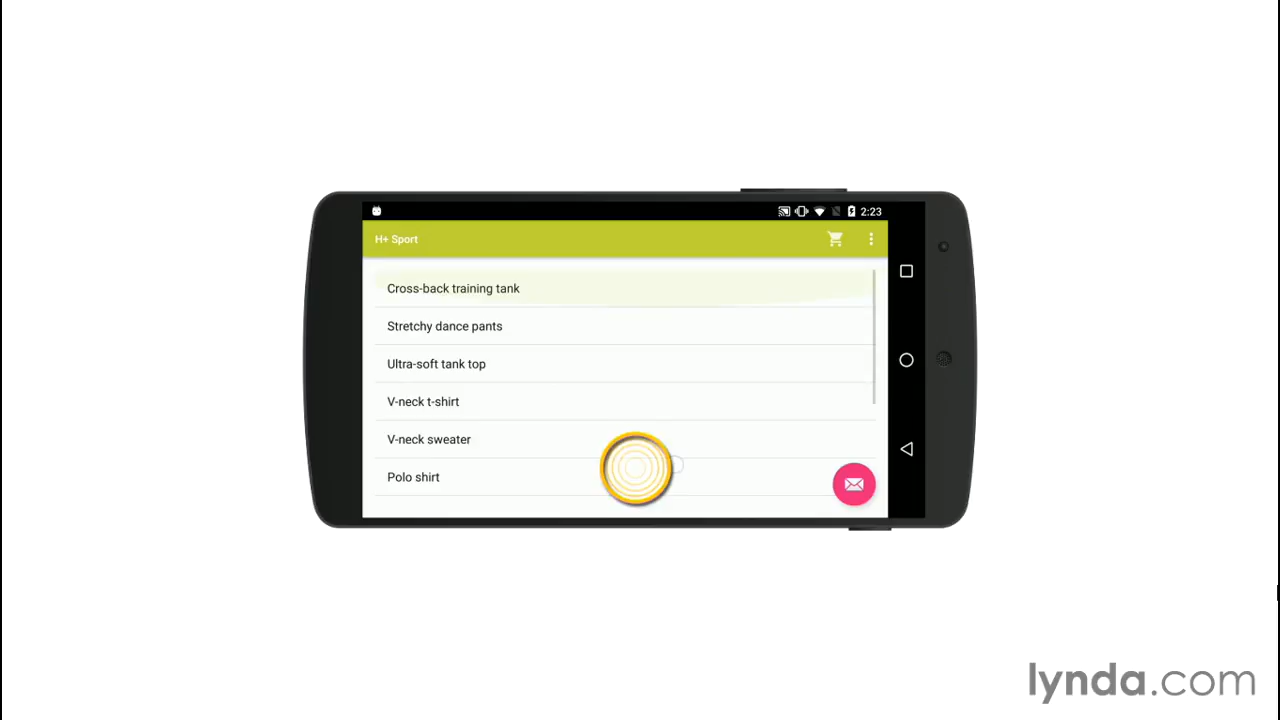 2:23
H+ Sport
Cross-back training tank
Stretchy dance pants
Ultra-soft tank top
V-neck t-shirt
V-neck sweater
Polo shirt
lynda.com